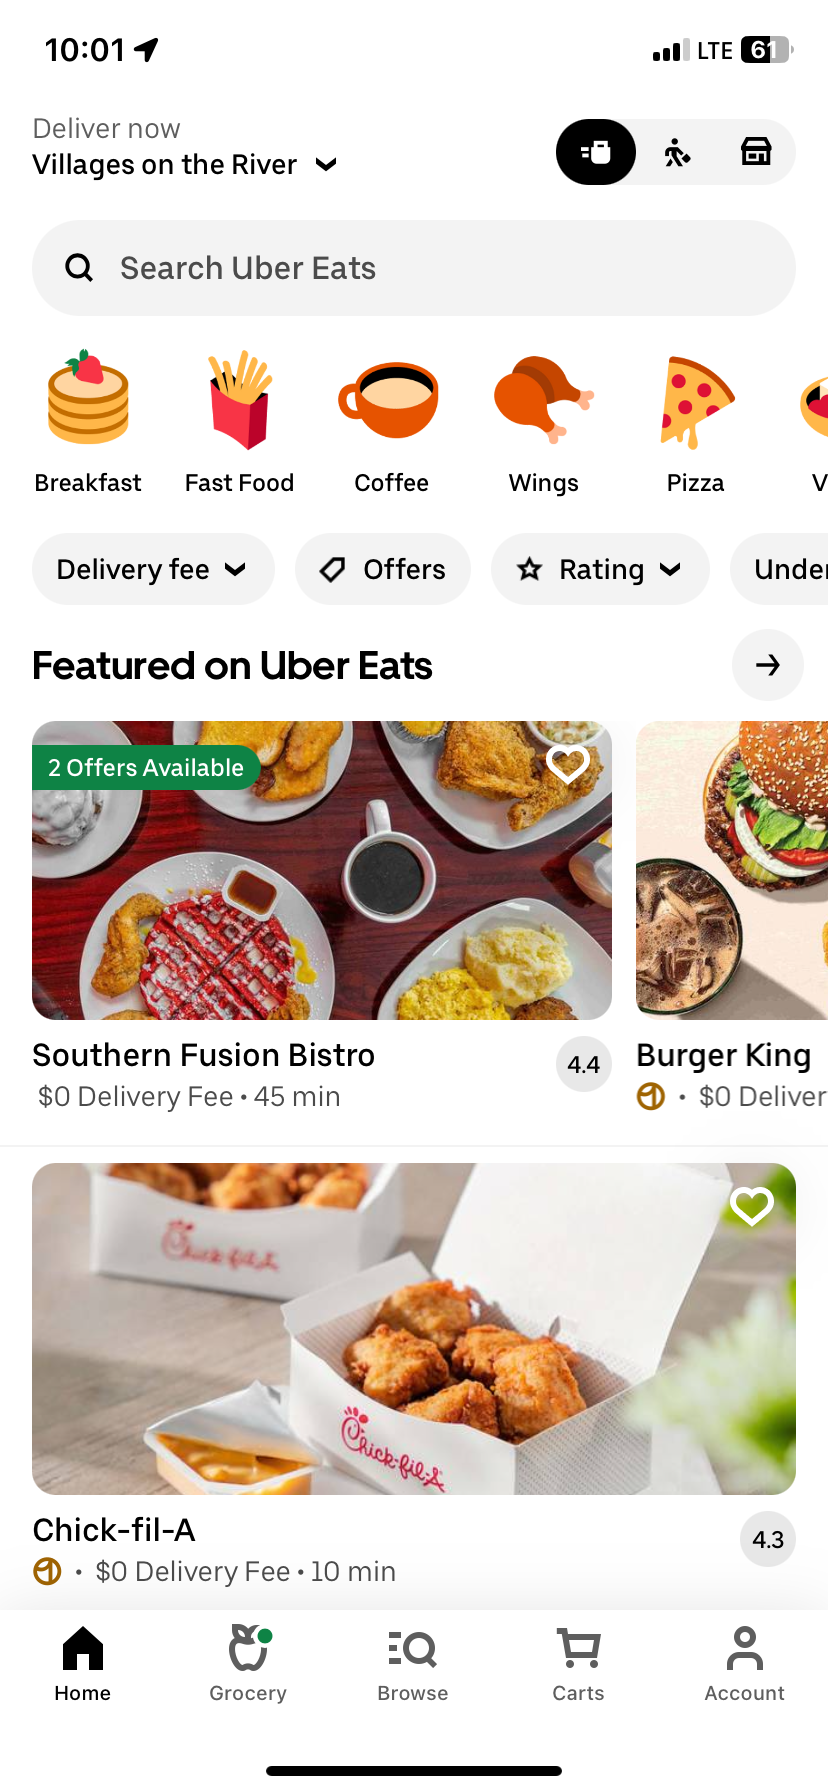 10:01
LTE 61
Deliver now
Villages on the River
Search Uber Eats
Breakfast Fast Food Coffee Wings Pizza V
Delivery fee Offers Rating Under
Featured on Uber Eats
2 Offers Available
Southern Fusion Bistro 4.4
$0 Delivery Fee • 45 min
Burger King
• $0 Deliver
Chick-fil-A
Chick-fil-A
Chick-fil-A 4.3
• $0 Delivery Fee • 10 min
Home Grocery Browse Carts Account